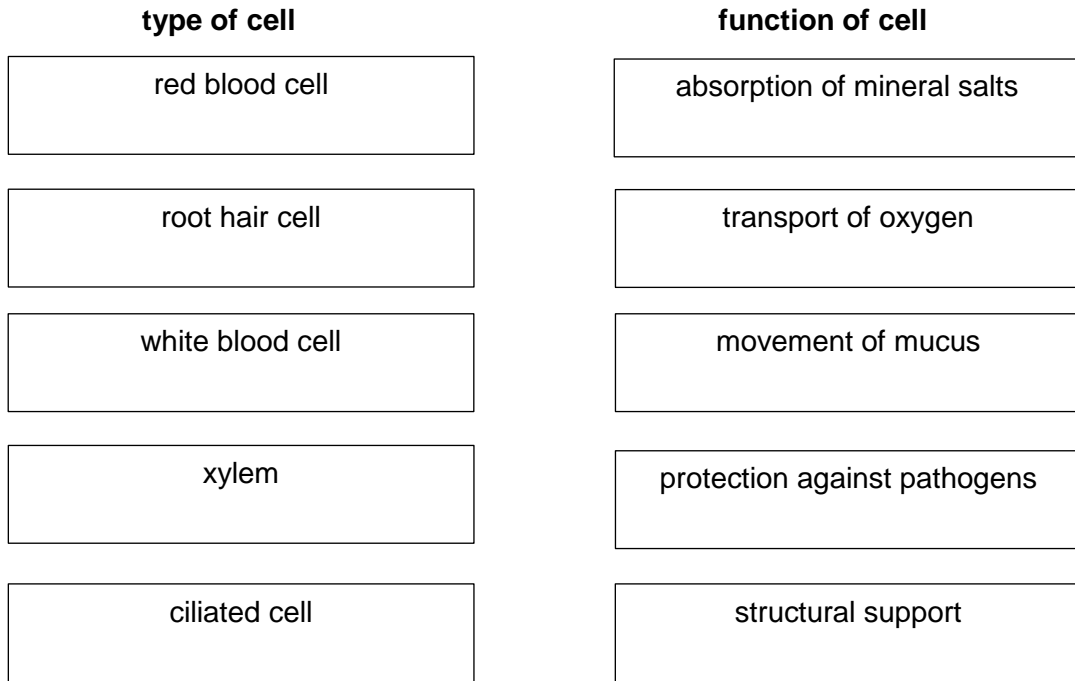 type of cell
function of cell
red blood cell
absorption of mineral salts
root hair cell
transport of oxygen
white blood cell
movement of mucus
xylem
protection against pathogens
ciliated cell
structural support